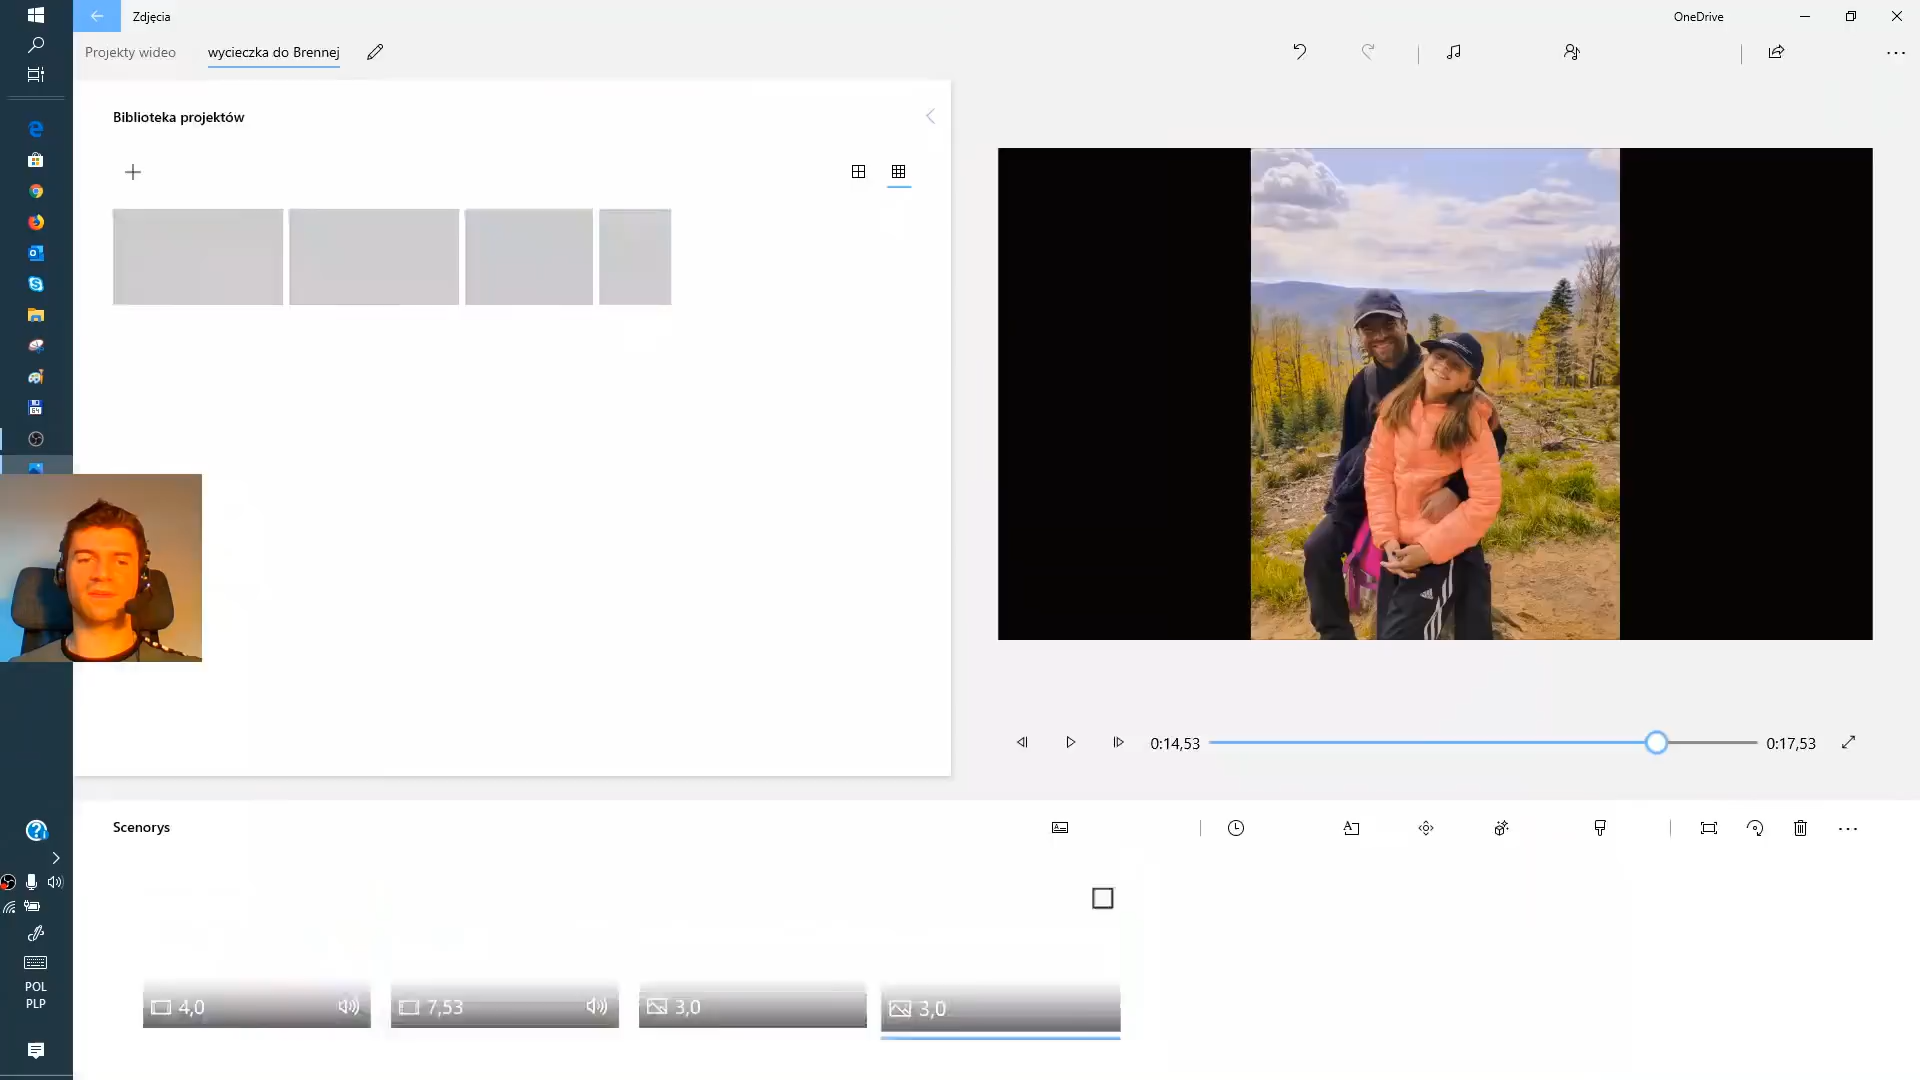 Zdjęcia
OneDrive
Projekty wideo
wycieczka do Brennej
Biblioteka projektów
0:14,53
0:17,53
Scenorys
4,0
7,53
3,0
3,0
POL
PLP
64